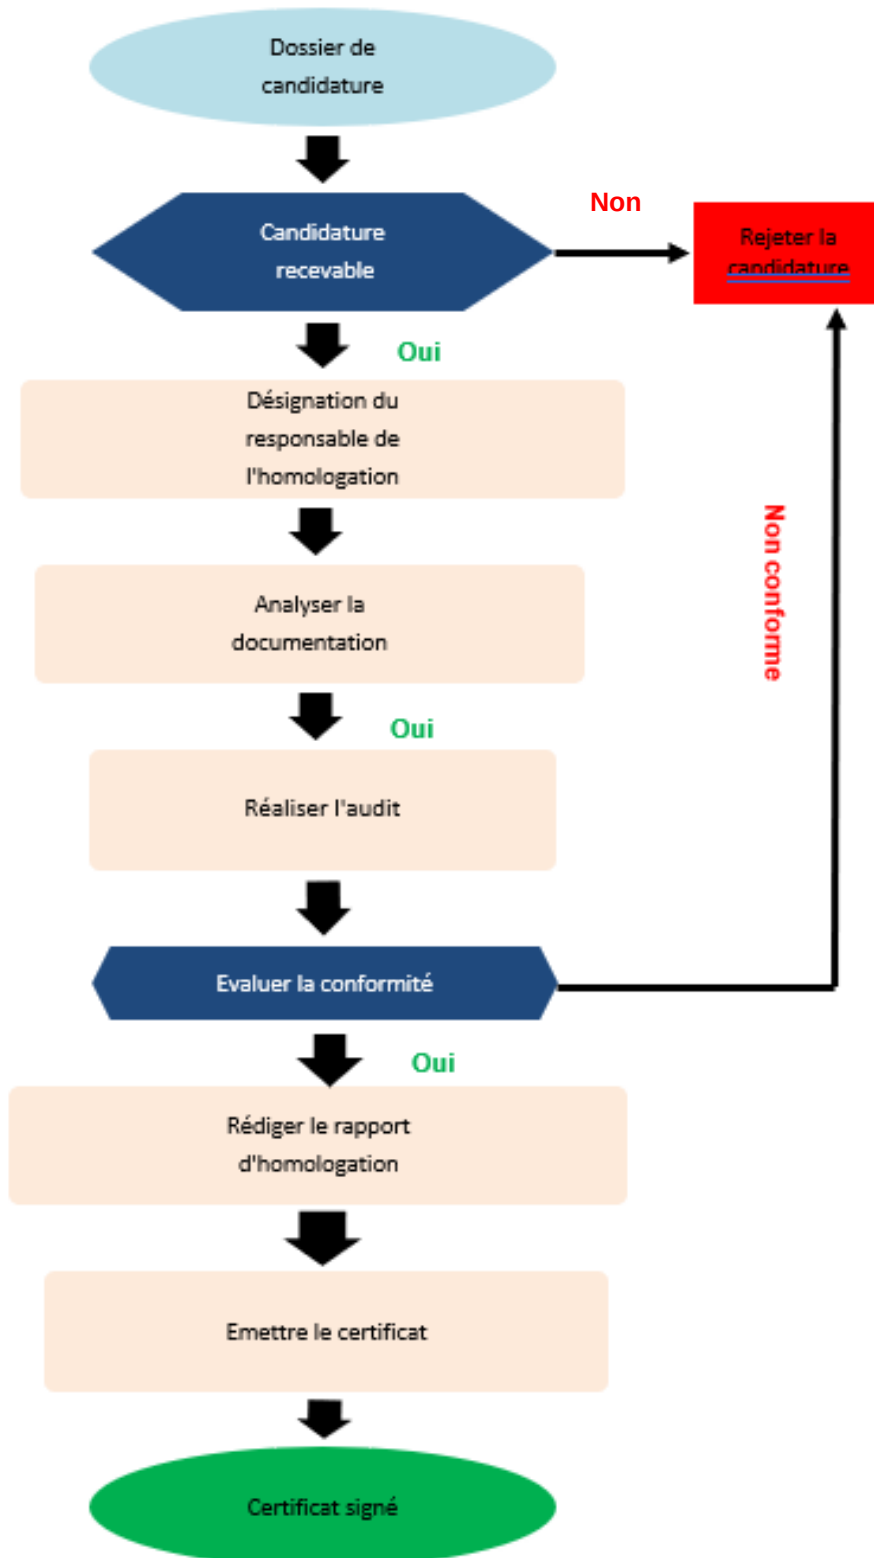 Dossier de
candidature
Candidature
recevable
Non
Rejeter la
candidature
Oui
Désignation du
responsable de
l'homologation
Analyser la
documentation
Non conforme
Oui
Réaliser l'audit
Evaluer la conformité
Oui
Rédiger le rapport
d'homologation
Emettre le certificat
Certificat signé